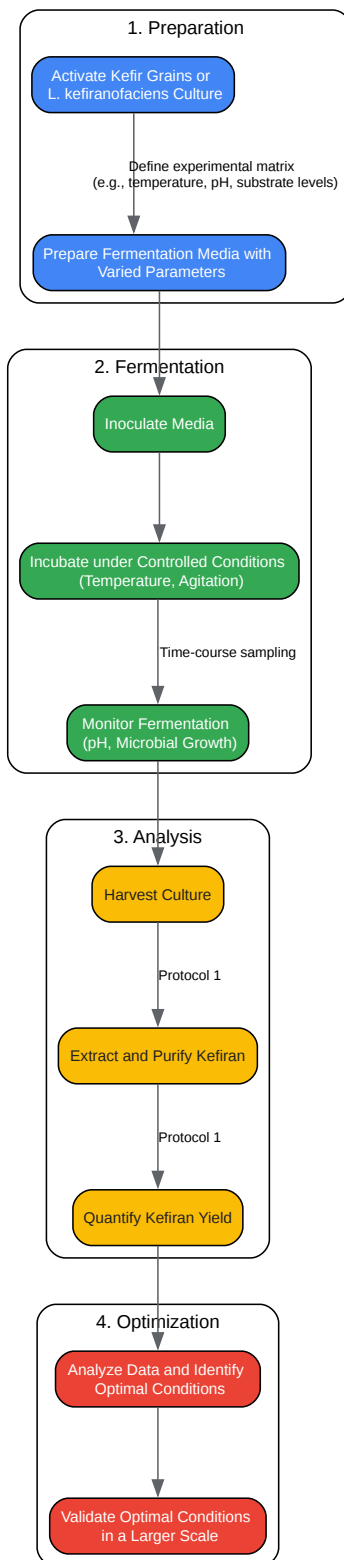 1. Preparation
Activate Kefir Grains or
L. kefiranofaciens Culture
Define experimental matrix
(e.g., temperature, pH, substrate levels)
Prepare Fermentation Media with
Varied Parameters
2. Fermentation
Inoculate Media
Incubate under Controlled Conditions
(Temperature, Agitation)
Time-course sampling
Monitor Fermentation
(pH, Microbial Growth)
3. Analysis
Harvest Culture
Protocol 1
Extract and Purify Kefiran
Protocol 1
Quantify Kefiran Yield
4. Optimization
Analyze Data and Identify
Optimal Conditions
Validate Optimal Conditions
in a Larger Scale